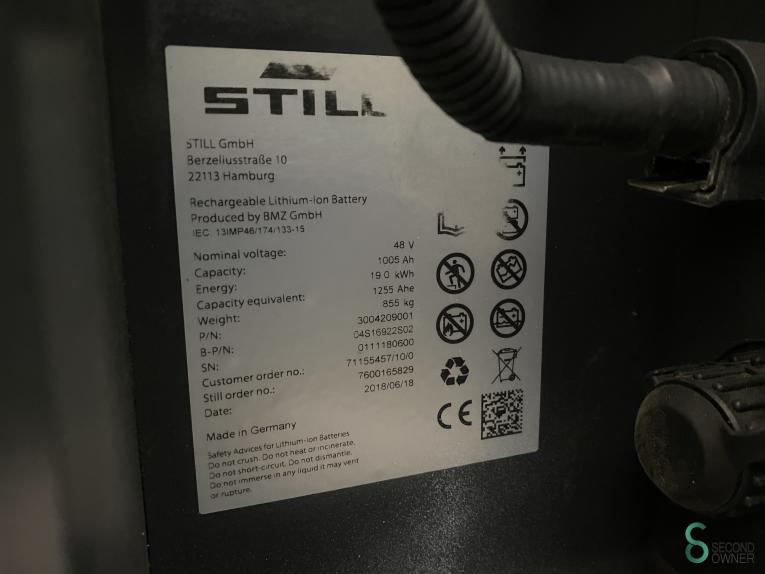 STILL
STILL GmbH
Berzeliusstraße 10
22113 Hamburg
Rechargeable Lithium-Ion Battery
Produced by BMZ GmbH
IEC: 13IMP46/174/133-15
Nominal voltage: 48 V
Capacity: 1005 Ah
Energy: 19.0 kWh
Capacity equivalent: 1255 Ahe
Weight: 855 kg
P/N: 3004209001
B-P/N: 04S16922S02
SN: 0111180600
Customer order no.: 71155457/10/0
Still order no.: 7600165829
Date: 2018/06/18
Made in Germany
CE
Safety Advices for Lithium-Ion Batteries
Do not crush. Do not heat or incinerate.
Do not short-circuit. Do not dismantle.
Do not immerse in any liquid it may vent
or rupture.
SECOND
OWNER